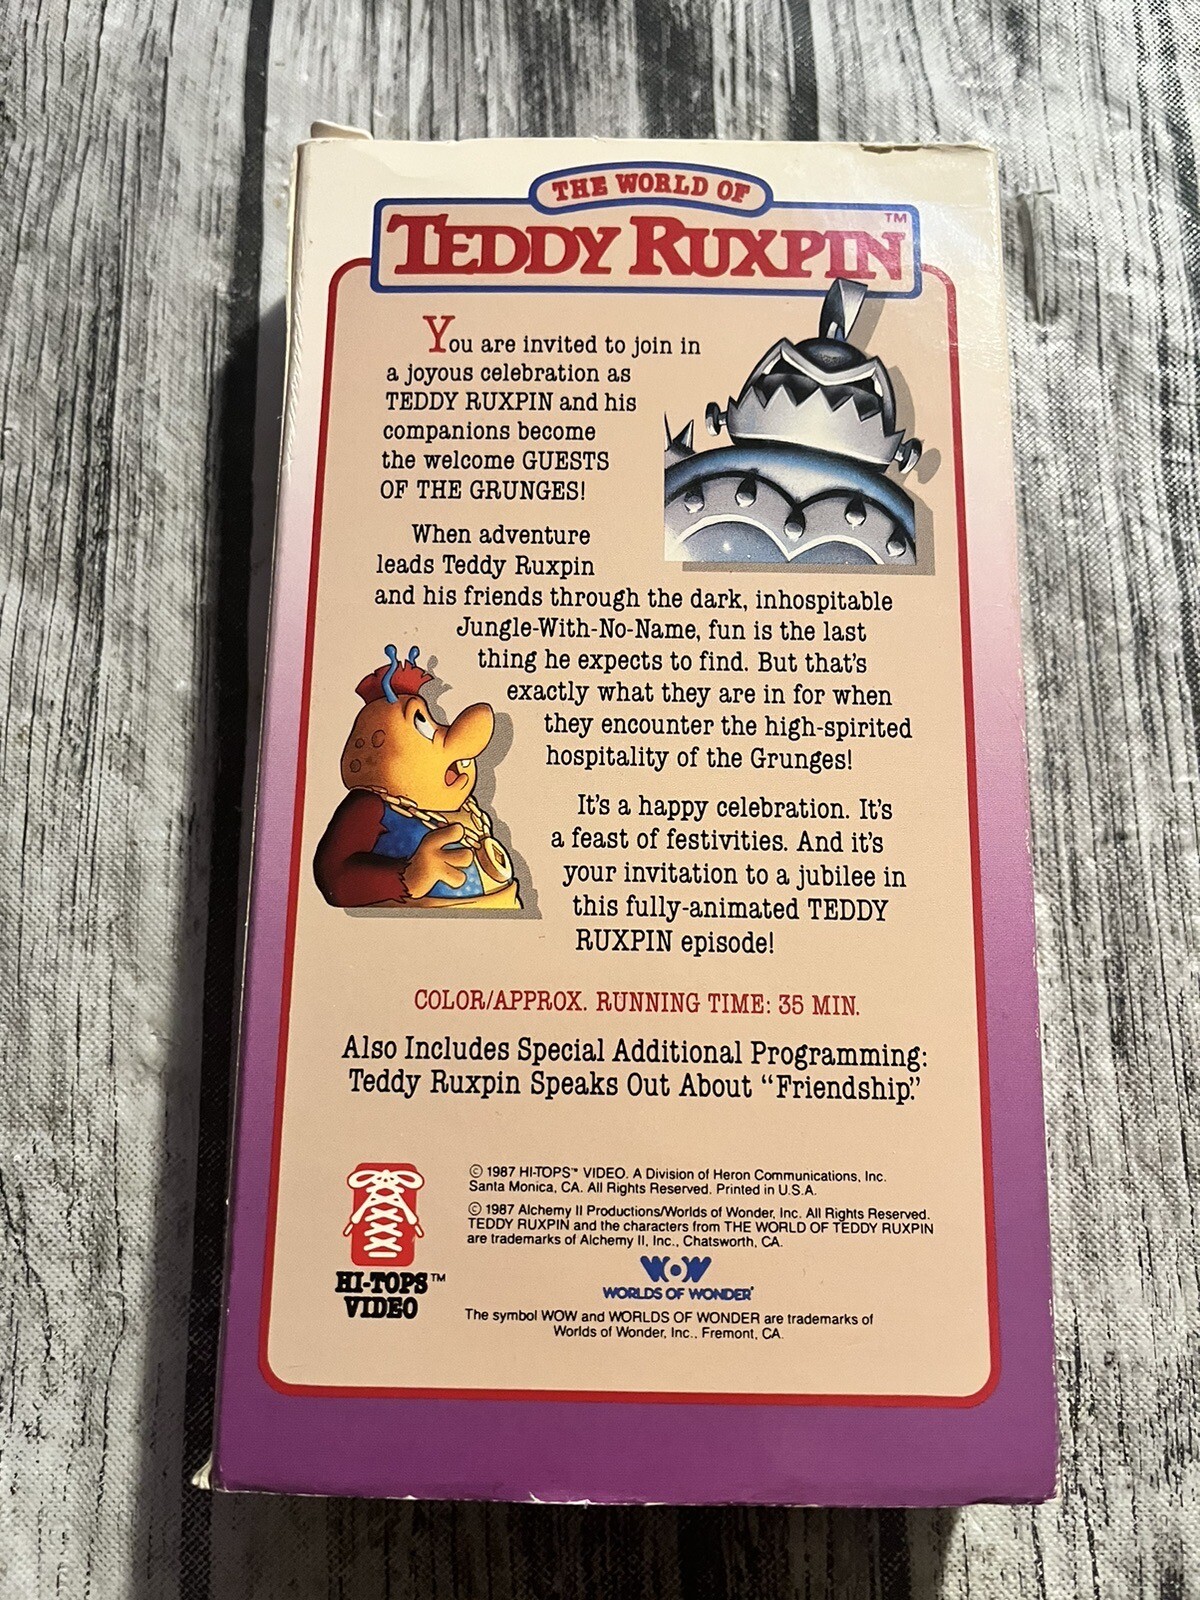 THE WORLD OF
TEDDY RUXPIN™
You are invited to join in
a joyous celebration as
TEDDY RUXPIN and his
companions become
the welcome GUESTS
OF THE GRUNGES!
When adventure
leads Teddy Ruxpin
and his friends through the dark, inhospitable
Jungle-With-No-Name, fun is the last
thing he expects to find. But that's
exactly what they are in for when
they encounter the high-spirited
hospitality of the Grunges!
It's a happy celebration. It's
a feast of festivities. And it's
your invitation to a jubilee in
this fully-animated TEDDY
RUXPIN episode!
COLOR/APPROX. RUNNING TIME: 35 MIN.
Also Includes Special Additional Programming:
Teddy Ruxpin Speaks Out About “Friendship.”
© 1987 HI-TOPS™ VIDEO. A Division of Heron Communications, Inc.
Santa Monica, CA. All Rights Reserved. Printed in U.S.A.
© 1987 Alchemy II Productions/Worlds of Wonder, Inc. All Rights Reserved.
TEDDY RUXPIN and the characters from THE WORLD OF TEDDY RUXPIN
are trademarks of Alchemy II, Inc., Chatsworth, CA.
HI-TOPS™
VIDEO
WOW
WORLDS OF WONDER®
The symbol WOW and WORLDS OF WONDER are trademarks of
Worlds of Wonder, Inc., Fremont, CA.